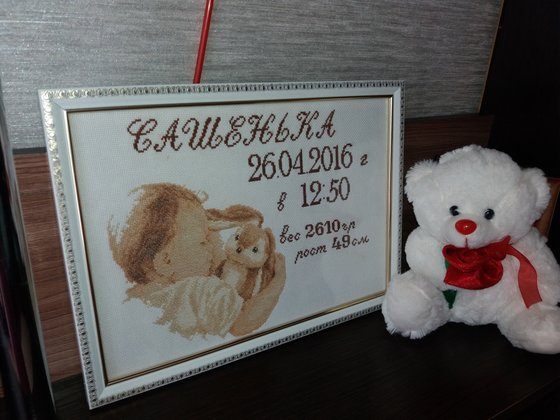 САШЕНЬКА
26.04.2016 г
в 12:50
вес 2610гр
рост 49см